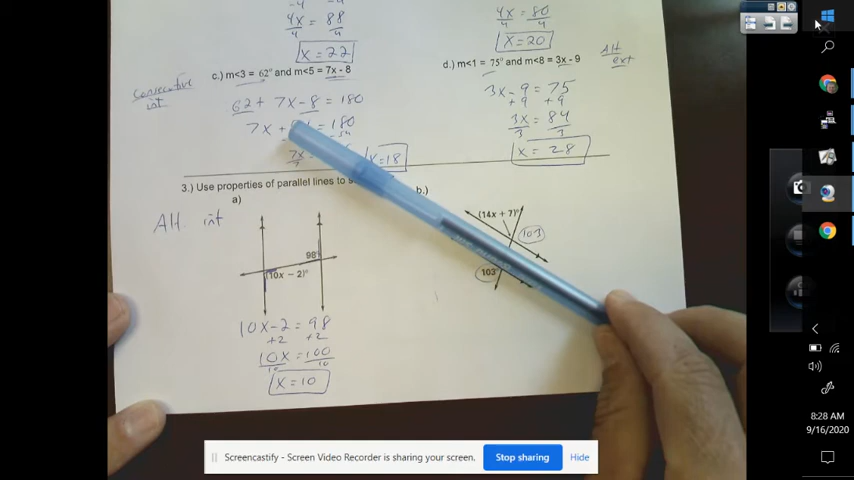 4x = 88
4 4
x = 22
c.) m<3 = 62° and m<5 = 7x - 8
Consecutive
int
62 + 7x - 8 = 180
7x + = 180
7x
7
x = 18
4x = 80
4 4
x = 20
d.) m<1 = 75° and m<8 = 3x - 9
Alt
ext
3x - 9 = 75
+9 +9
3x = 84
3 3
x = 28
3.) Use properties of parallel lines to
a)
Alt int
98°
(10x – 2)°
10x - 2 = 98
+2 +2
10x = 100
10 10
x = 10
b.)
(14x + 7)°
103
103°
Screencastify - Screen Video Recorder is sharing your screen.
Stop sharing
Hide
8:28 AM
9/16/2020